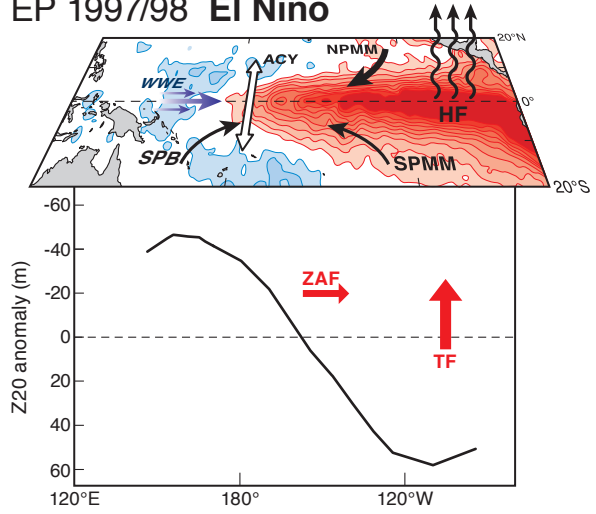 EP 1997/98 El Nino
20°N
ACY
NPMM
WWE
0°
HF
SPB
SPMM
20°S
-60
-40
-20
0
20
40
60
Z20 anomaly (m)
ZAF
TF
120°E
180°
120°W